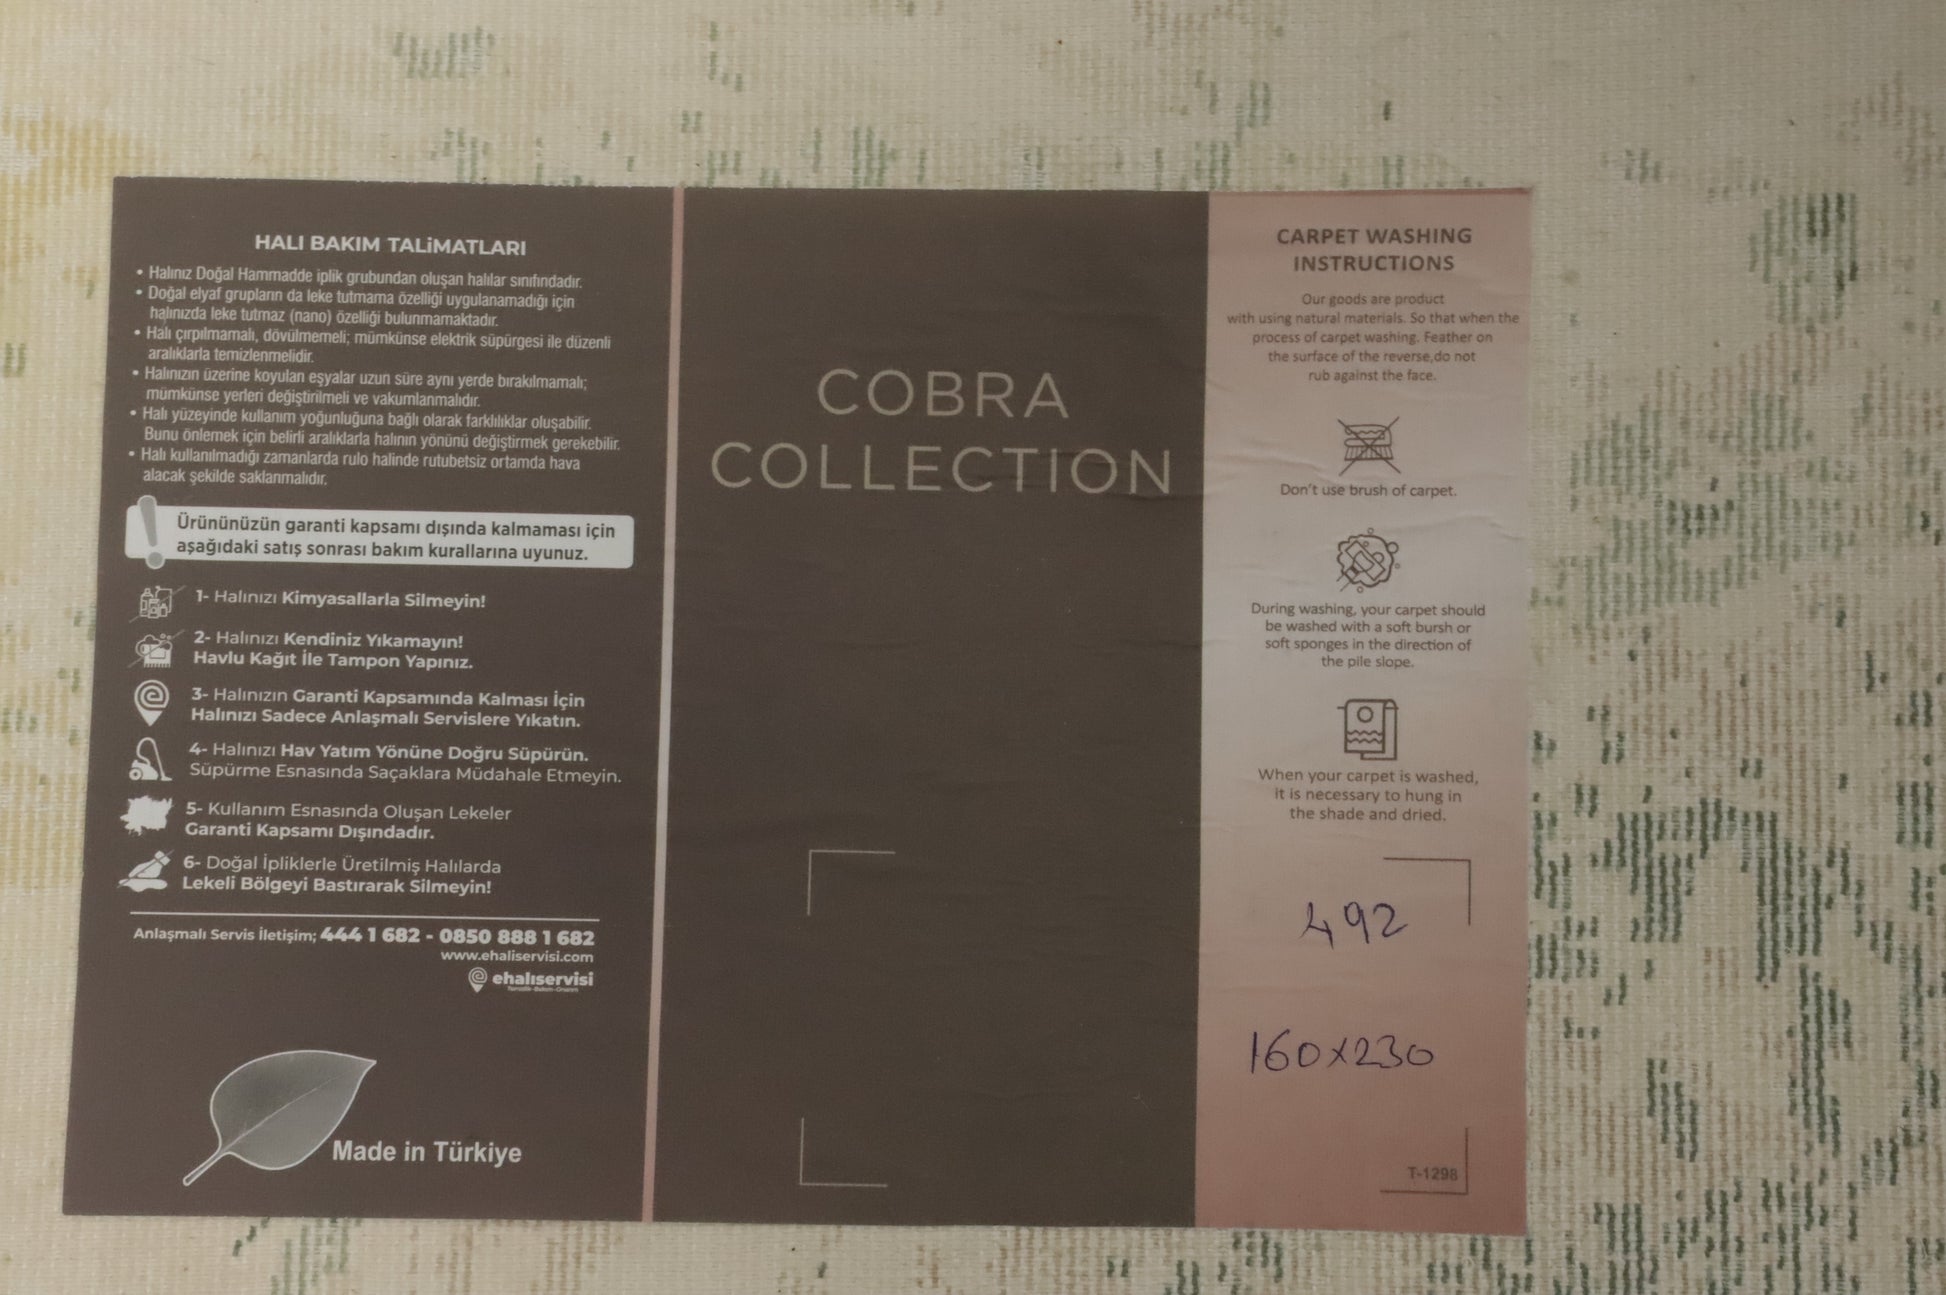 HALI BAKIM TALİMATLARI
• Halınız Doğal Hammadde iplik grubundan oluşan halılar sınıfındadır.
• Doğal elyaf grupların da leke tutmama özelliği uygulanamadığı için
halınızda leke tutmaz (nano) özelliği bulunmamaktadır.
• Halı çırpılmamalı, dövülmemeli; mümkünse elektrik süpürgesi ile düzenli
aralıklarla temizlenmelidir.
• Halınızın üzerine koyulan eşyalar uzun süre aynı yerde bırakılmamalı;
mümkünse yerleri değiştirilmeli ve vakumlanmalıdır.
• Halı yüzeyinde kullanım yoğunluğuna bağlı olarak farklılıklar oluşabilir.
Bunu önlemek için belirli aralıklarla halının yönünü değiştirmek gerekebilir.
• Halı kullanılmadığı zamanlarda rulo halinde rutubetsiz ortamda hava
alacak şekilde saklanmalıdır.
Ürününüzün garanti kapsamı dışında kalmaması için
aşağıdaki satış sonrası bakım kurallarına uyunuz.
1- Halınızı Kimyasallarla Silmeyin!
2- Halınızı Kendiniz Yıkamayın!
Havlu Kağıt İle Tampon Yapınız.
3- Halınızın Garanti Kapsamında Kalması İçin
Halınızı Sadece Anlaşmalı Servislere Yıkatın.
4- Halınızı Hav Yatım Yönüne Doğru Süpürün.
Süpürme Esnasında Saçaklara Müdahale Etmeyin.
5- Kullanım Esnasında Oluşan Lekeler
Garanti Kapsamı Dışındadır.
6- Doğal İpliklerle Üretilmiş Halılarda
Lekeli Bölgeyi Bastırarak Silmeyin!
Anlaşmalı Servis İletişim; 444 1 682 - 0850 888 1 682
www.ehaliservisi.com
ehalıservisi
Made in Türkiye
COBRA
COLLECTION
CARPET WASHING
INSTRUCTIONS
Our goods are product
with using natural materials. So that when the
process of carpet washing. Feather on
the surface of the reverse,do not
rub against the face.
Don't use brush of carpet.
During washing, your carpet should
be washed with a soft bursh or
soft sponges in the direction of
the pile slope.
When your carpet is washed,
it is necessary to hung in
the shade and dried.
492
160x230
T-1298